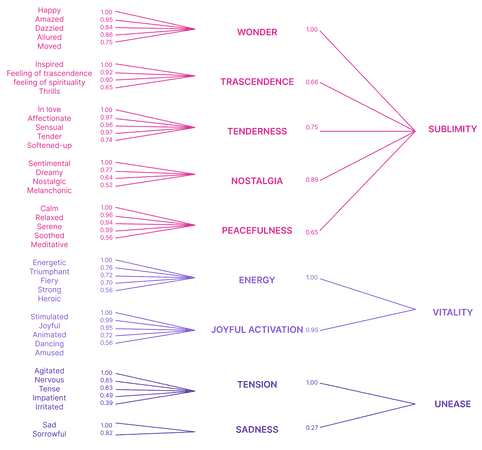 Happy
Amazed
Dazzled
Allured
Moved
1.00
0.95
0.84
0.86
0.75
WONDER
Inspired
Feeling of trascendence
feeling of spirituality
Thrills
1.00
0.92
0.90
0.65
TRASCENDENCE
In love
Affectionate
Sensual
Tender
Softened-up
1.00
0.97
0.96
0.97
0.74
TENDERNESS
Sentimental
Dreamy
Nostalgic
Melanchonic
1.00
0.77
0.64
0.52
NOSTALGIA
Calm
Relaxed
Serene
Soothed
Meditative
1.00
0.96
0.94
0.99
0.56
PEACEFULNESS
1.00
0.66
0.75
0.89
0.65
SUBLIMITY
Energetic
Triumphant
Fiery
Strong
Heroic
1.00
0.76
0.72
0.70
0.56
ENERGY
Stimulated
Joyful
Animated
Dancing
Amused
1.00
0.99
0.95
0.72
0.56
JOYFUL ACTIVATION
1.00
0.95
VITALITY
Agitated
Nervous
Tense
Impatient
Irritated
1.00
0.85
0.63
0.49
0.39
TENSION
Sad
Sorrowful
1.00
0.82
SADNESS
1.00
0.27
UNEASE